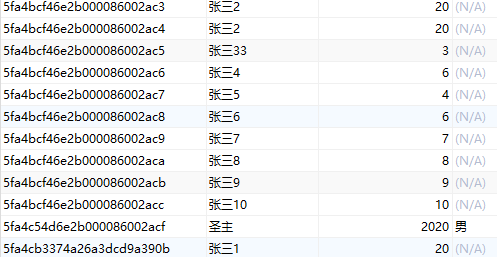 5fa4bcf46e2b000086002ac3 张三2 20 (N/A)
5fa4bcf46e2b000086002ac4 张三2 20 (N/A)
5fa4bcf46e2b000086002ac5 张三33 3 (N/A)
5fa4bcf46e2b000086002ac6 张三4 6 (N/A)
5fa4bcf46e2b000086002ac7 张三5 4 (N/A)
5fa4bcf46e2b000086002ac8 张三6 6 (N/A)
5fa4bcf46e2b000086002ac9 张三7 7 (N/A)
5fa4bcf46e2b000086002aca 张三8 8 (N/A)
5fa4bcf46e2b000086002acb 张三9 9 (N/A)
5fa4bcf46e2b000086002acc 张三10 10 (N/A)
5fa4c54d6e2b000086002acf 圣主 2020 男
5fa4cb3374a26a3dcd9a390b 张三1 20 (N/A)